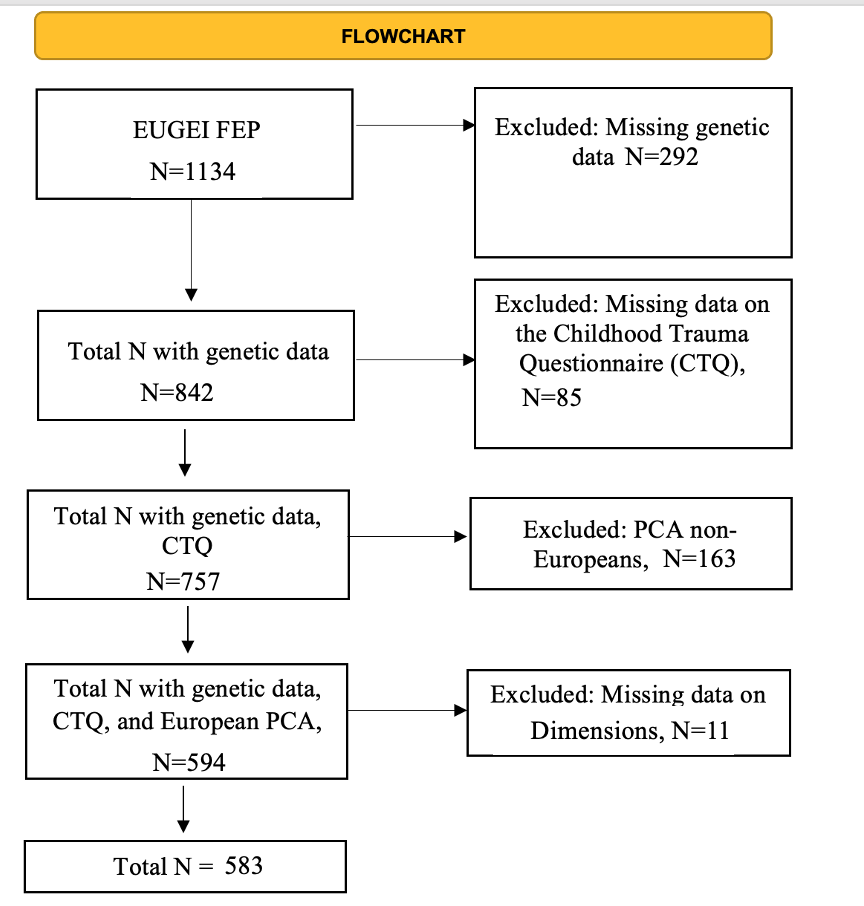 FLOWCHART
EUGEI FEP
N=1134
Excluded: Missing genetic
data N=292
Total N with genetic data
N=842
Excluded: Missing data on
the Childhood Trauma
Questionnaire (CTQ),
N=85
Total N with genetic data,
CTQ
N=757
Excluded: PCA non-
Europeans, N=163
Total N with genetic data,
CTQ, and European PCA,
N=594
Excluded: Missing data on
Dimensions, N=11
Total N = 583